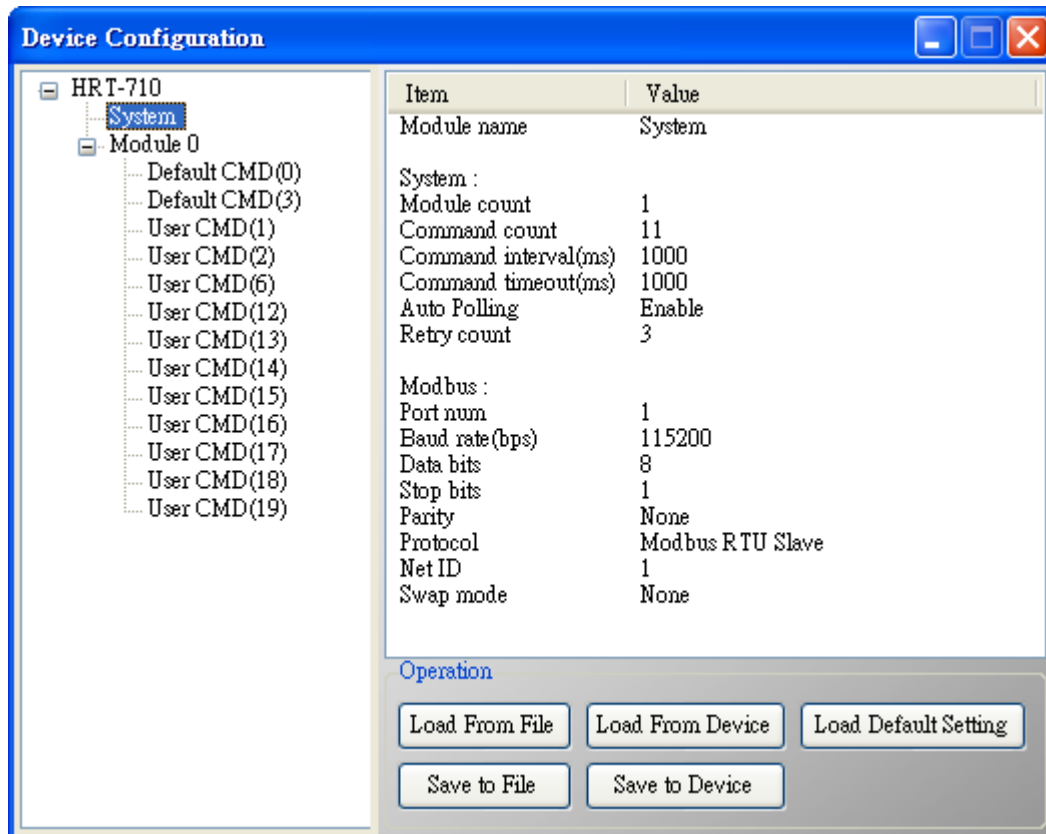 Device Configuration
HRT-710
System
Module 0
Default CMD(0)
Default CMD(3)
User CMD(1)
User CMD(2)
User CMD(6)
User CMD(12)
User CMD(13)
User CMD(14)
User CMD(15)
User CMD(16)
User CMD(17)
User CMD(18)
User CMD(19)
Item Value
Module name System
System :
Module count 1
Command count 11
Command interval(ms) 1000
Command timeout(ms) 1000
Auto Polling Enable
Retry count 3
Modbus :
Port num 1
Baud rate(bps) 115200
Data bits 8
Stop bits 1
Parity None
Protocol Modbus RTU Slave
Net ID 1
Swap mode None
Operation
Load From File Load From Device Load Default Setting
Save to File Save to Device